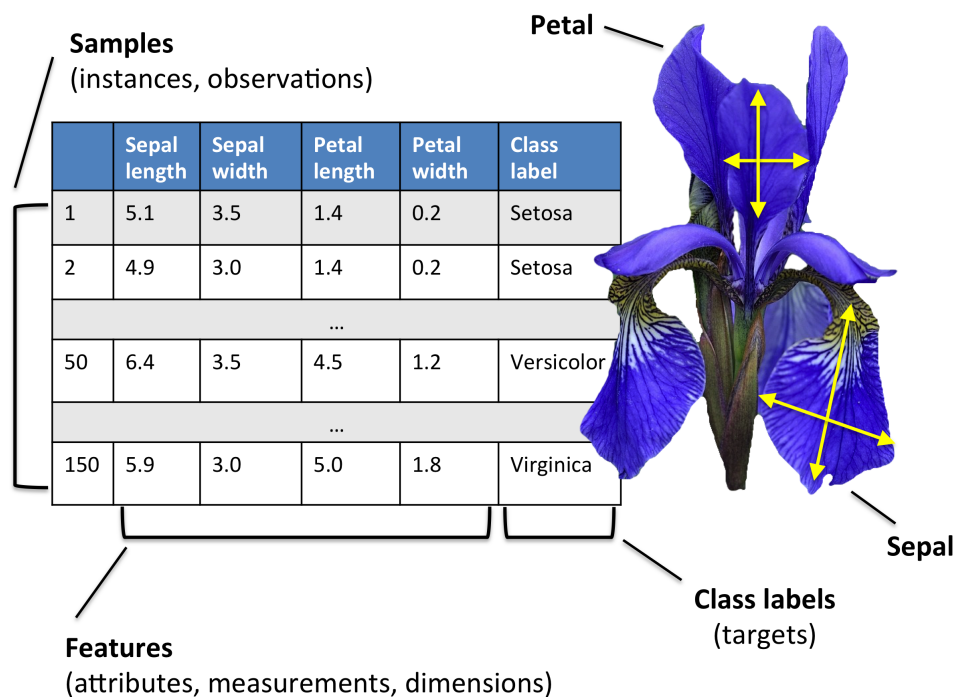 Samples
(instances, observations)
Petal
Sepal length Sepal width Petal length Petal width Class label
1 5.1 3.5 1.4 0.2 Setosa
2 4.9 3.0 1.4 0.2 Setosa
...
50 6.4 3.5 4.5 1.2 Versicolor
...
150 5.9 3.0 5.0 1.8 Virginica
Sepal
Class labels
(targets)
Features
(attributes, measurements, dimensions)